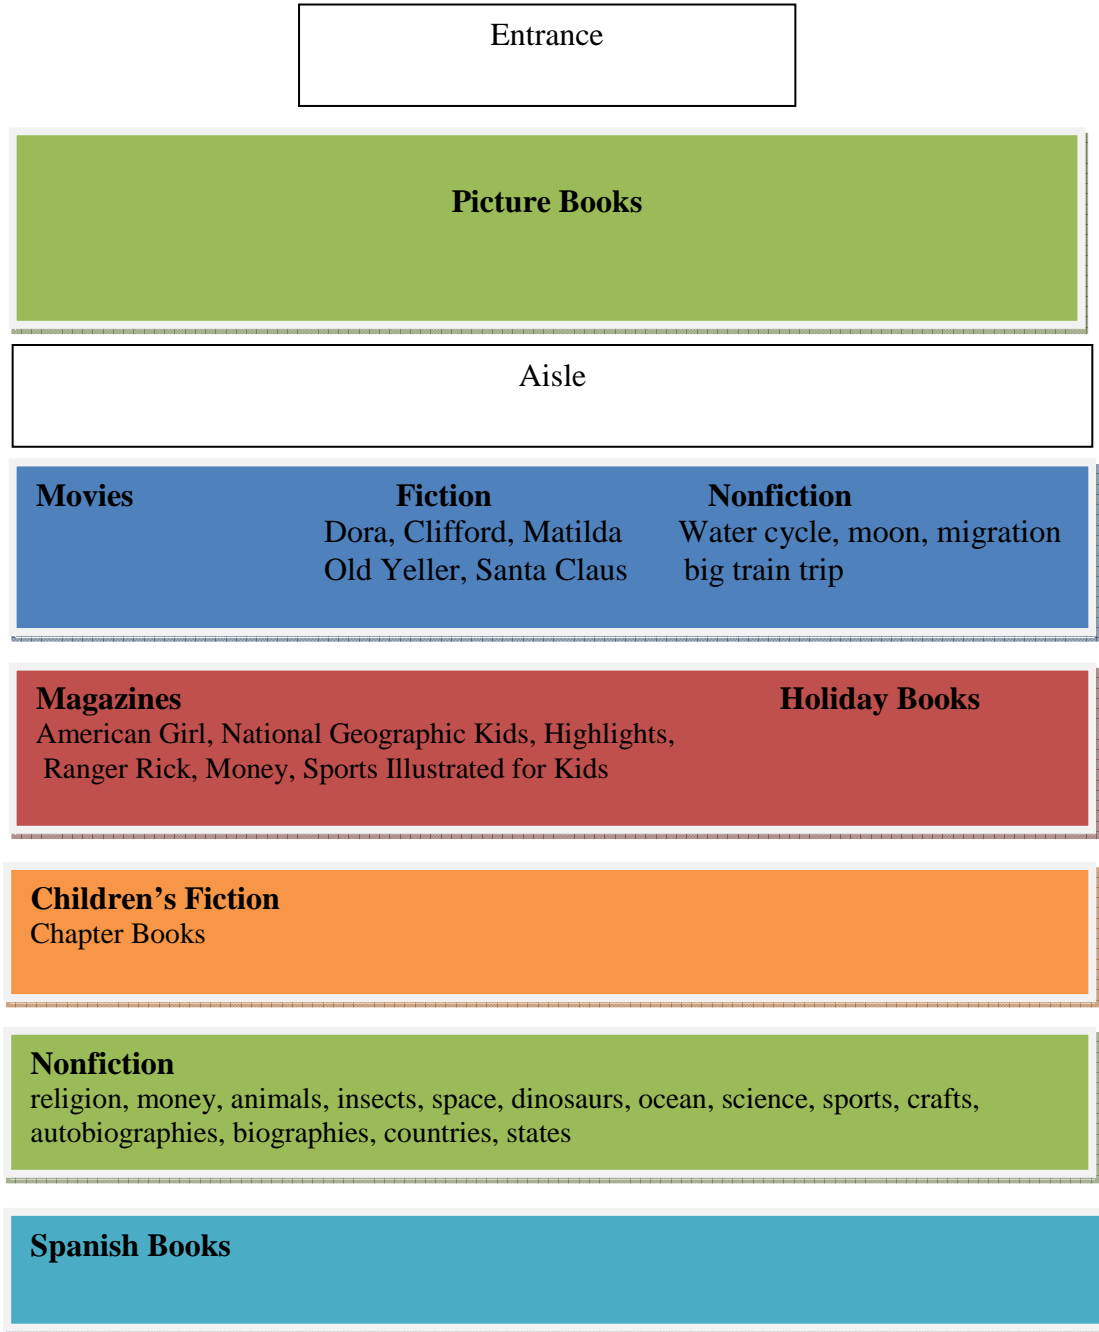 Entrance
Picture Books
Aisle
Movies Fiction Nonfiction
Dora, Clifford, Matilda Water cycle, moon, migration
Old Yeller, Santa Claus big train trip
Magazines Holiday Books
American Girl, National Geographic Kids, Highlights,
Ranger Rick, Money, Sports Illustrated for Kids
Children’s Fiction
Chapter Books
Nonfiction
religion, money, animals, insects, space, dinosaurs, ocean, science, sports, crafts,
autobiographies, biographies, countries, states
Spanish Books